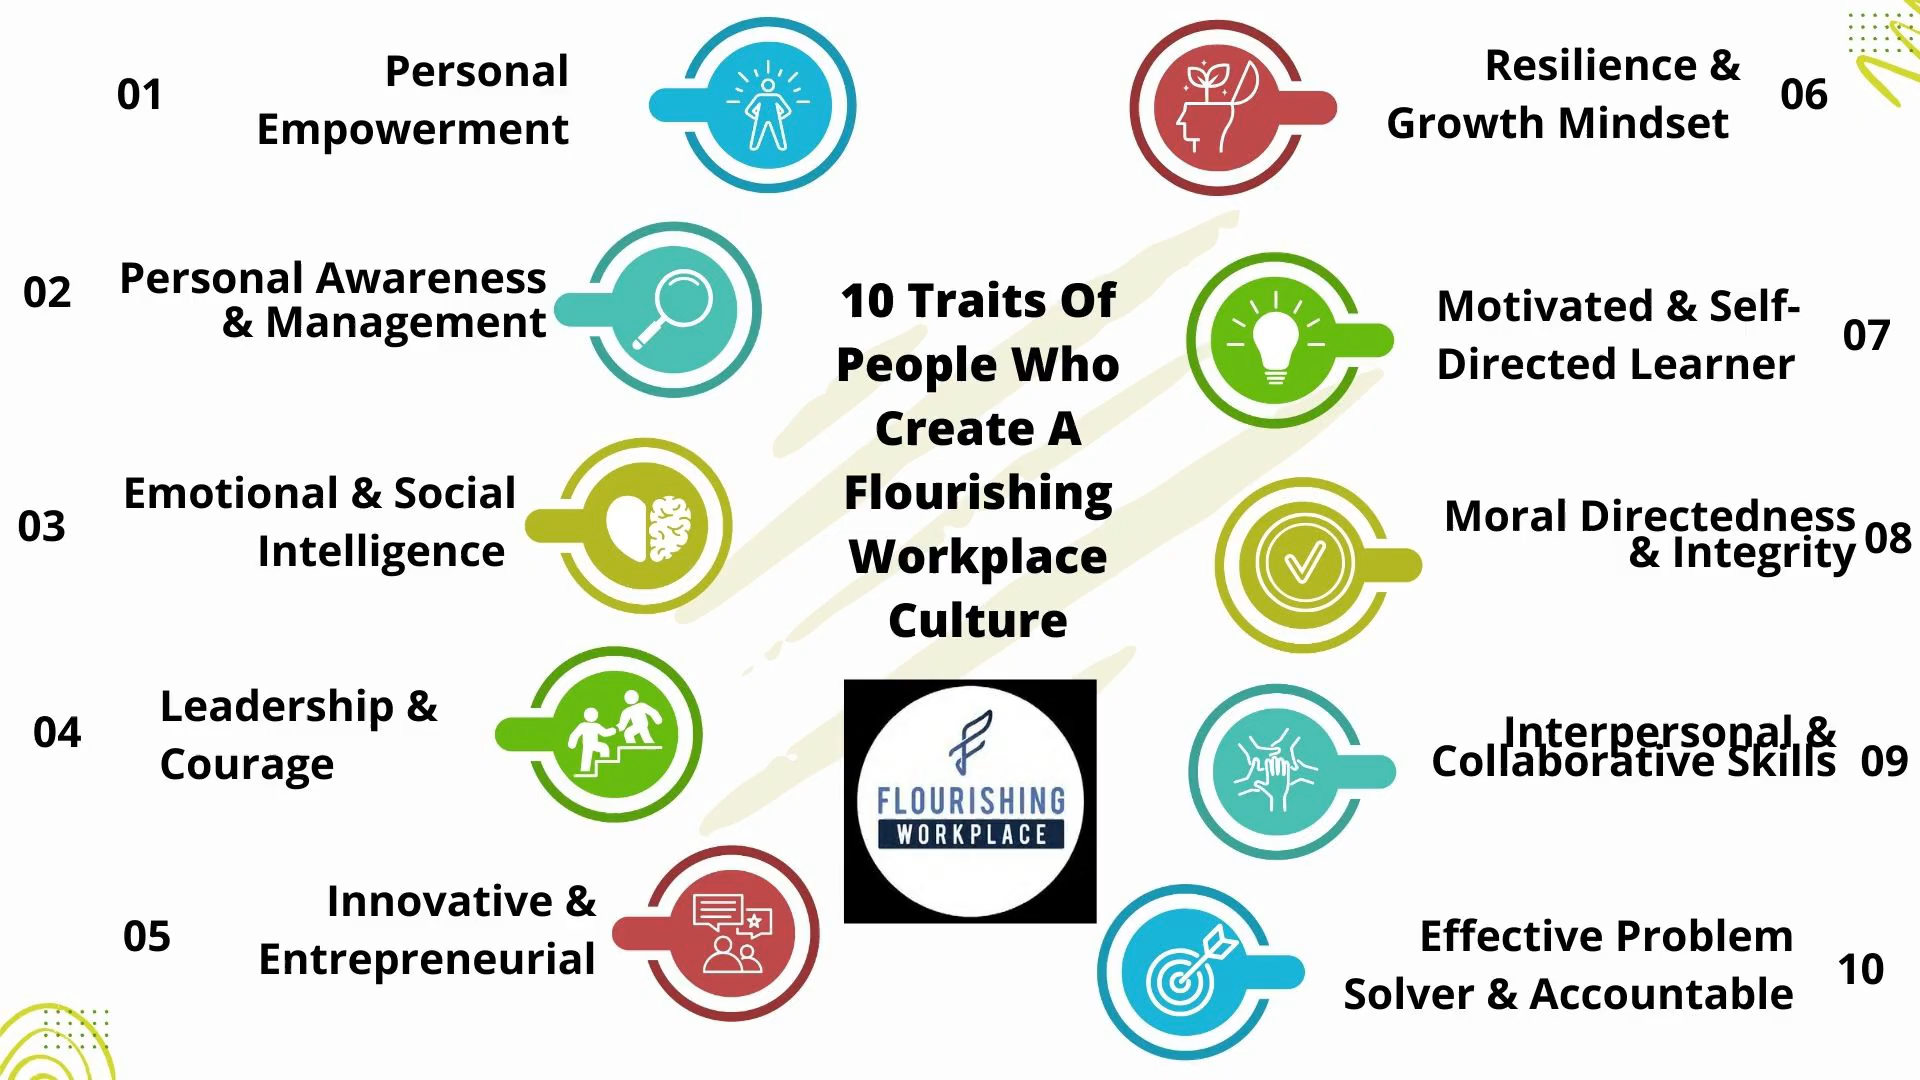 01
Personal
Empowerment
02
Personal Awareness
& Management
03
Emotional & Social
Intelligence
04
Leadership &
Courage
05
Innovative &
Entrepreneurial
10 Traits Of
People Who
Create A
Flourishing
Workplace
Culture
FLOURISHING
WORKPLACE
Resilience &
Growth Mindset
06
Motivated & Self-
Directed Learner
07
Moral Directedness
& Integrity
08
Interpersonal &
Collaborative Skills
09
Effective Problem
Solver & Accountable
10